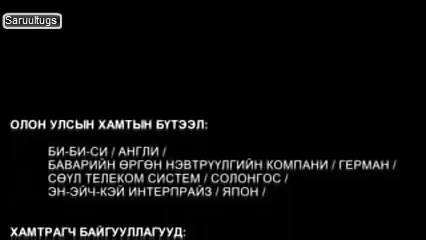 Saruultugs
ОЛОН УЛСЫН ХАМТЫН БҮТЭЭЛ:
БИ-БИ-СИ / АНГЛИ /
БАВАРИЙН ӨРГӨН НЭВТРҮҮЛГИЙН КОМПАНИ / ГЕРМАН /
СӨҮЛ ТЕЛЕКОМ СИСТЕМ / СОЛОНГОС /
ЭН-ЭЙЧ-КЭЙ ИНТЕРПРАЙЗ / ЯПОН /
ХАМТРАГЧ БАЙГУУЛЛАГУУД: